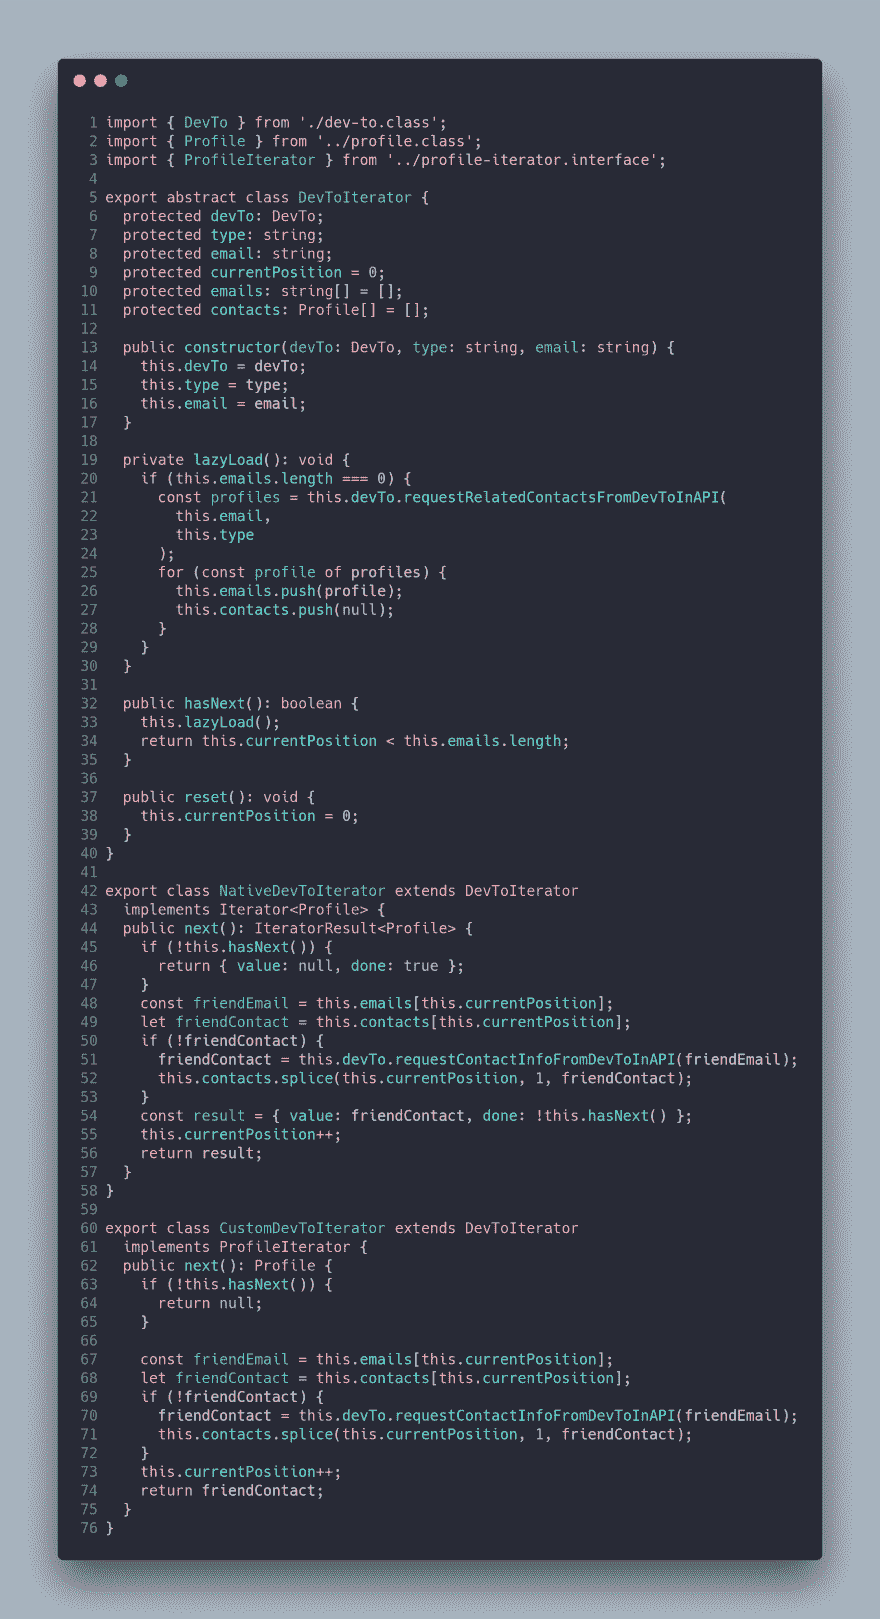 1 import { DevTo } from './dev-to.class';
2 import { Profile } from '../profile.class';
3 import { ProfileIterator } from '../profile-iterator.interface';
4
5 export abstract class DevToIterator {
6   protected devTo: DevTo;
7   protected type: string;
8   protected email: string;
9   protected currentPosition = 0;
10   protected emails: string[] = [];
11   protected contacts: Profile[] = [];
12
13   public constructor(devTo: DevTo, type: string, email: string) {
14     this.devTo = devTo;
15     this.type = type;
16     this.email = email;
17   }
18
19   private lazyLoad(): void {
20     if (this.emails.length === 0) {
21       const profiles = this.devTo.requestRelatedContactsFromDevToInAPI(
22         this.email,
23         this.type
24       );
25       for (const profile of profiles) {
26         this.emails.push(profile);
27         this.contacts.push(null);
28       }
29     }
30   }
31
32   public hasNext(): boolean {
33     this.lazyLoad();
34     return this.currentPosition < this.emails.length;
35   }
36
37   public reset(): void {
38     this.currentPosition = 0;
39   }
40 }
41
42 export class NativeDevToIterator extends DevToIterator
43   implements Iterator<Profile> {
44   public next(): IteratorResult<Profile> {
45     if (!this.hasNext()) {
46       return { value: null, done: true };
47     }
48     const friendEmail = this.emails[this.currentPosition];
49     let friendContact = this.contacts[this.currentPosition];
50     if (!friendContact) {
51       friendContact = this.devTo.requestContactInfoFromDevToInAPI(friendEmail);
52       this.contacts.splice(this.currentPosition, 1, friendContact);
53     }
54     const result = { value: friendContact, done: !this.hasNext() };
55     this.currentPosition++;
56     return result;
57   }
58 }
59
60 export class CustomDevToIterator extends DevToIterator
61   implements ProfileIterator {
62   public next(): Profile {
63     if (!this.hasNext()) {
64       return null;
65     }
66
67     const friendEmail = this.emails[this.currentPosition];
68     let friendContact = this.contacts[this.currentPosition];
69     if (!friendContact) {
70       friendContact = this.devTo.requestContactInfoFromDevToInAPI(friendEmail);
71       this.contacts.splice(this.currentPosition, 1, friendContact);
72     }
73     this.currentPosition++;
74     return friendContact;
75   }
76 }